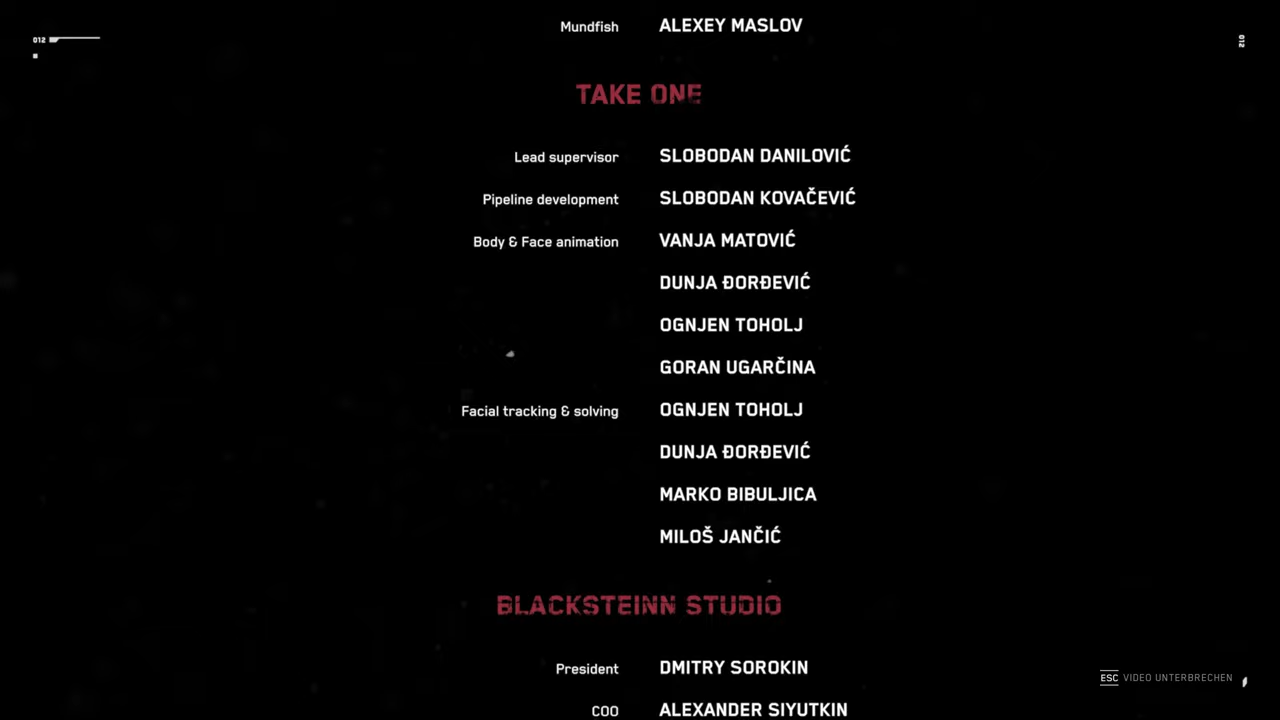 Mundfish ALEXEY MASLOV
012
012
TAKE ONE
Lead supervisor SLOBODAN DANILOVIĆ
Pipeline development SLOBODAN KOVAČEVIĆ
Body & Face animation VANJA MATOVIĆ
DUNJA ĐORĐEVIĆ
OGNJEN TOHOLJ
GORAN UGARČINA
Facial tracking & solving OGNJEN TOHOLJ
DUNJA ĐORĐEVIĆ
MARKO BIBULJICA
MILOŠ JANČIĆ
BLACKSTEINN STUDIO
President DMITRY SOROKIN
ESC VIDEO UNTERBRECHEN
COO ALEXANDER SIYUTKIN